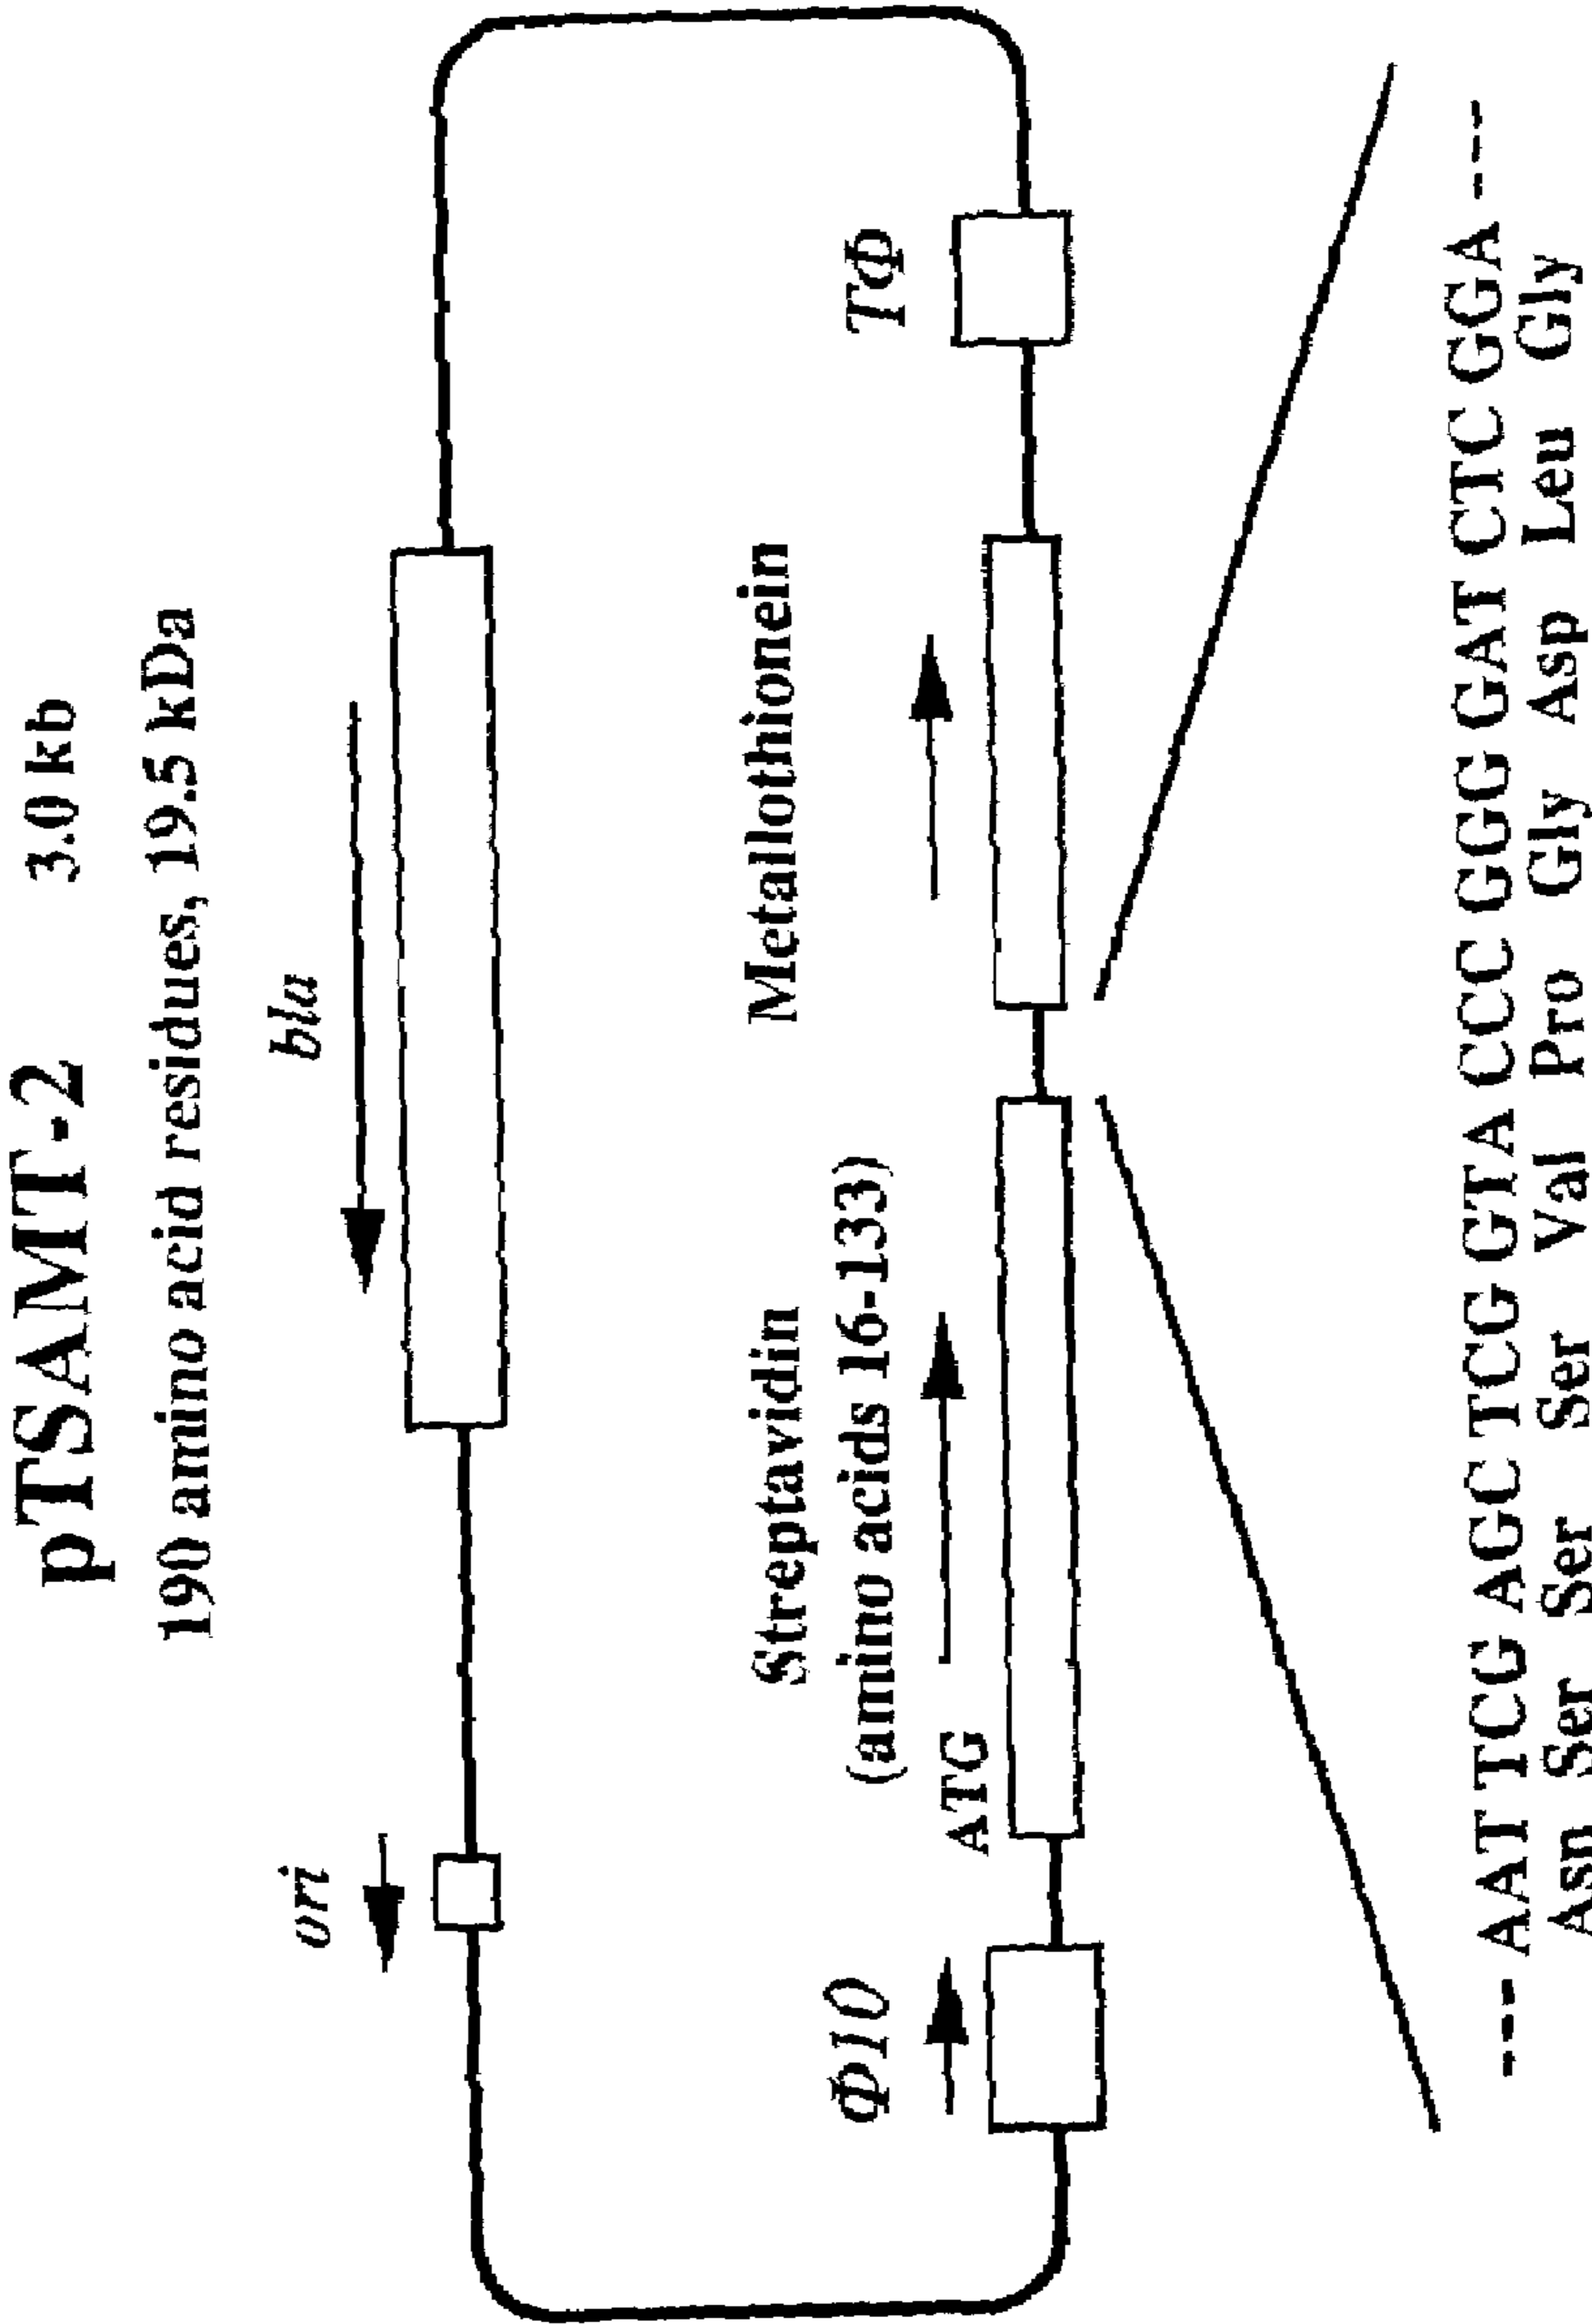 pTSAMT-2 3.0 kb
190 amino acid residues, 19.5 kDa
bla
ori
Streptavidin
(amino acids 16-133)
Metallothionein
Φ10
ATG
TΦ
--- AAT TCG AGC TCG GTA CCC GGG GAT CTC GGA ---
Asn Ser Ser Ser Val Pro Gly Asp Leu Gly